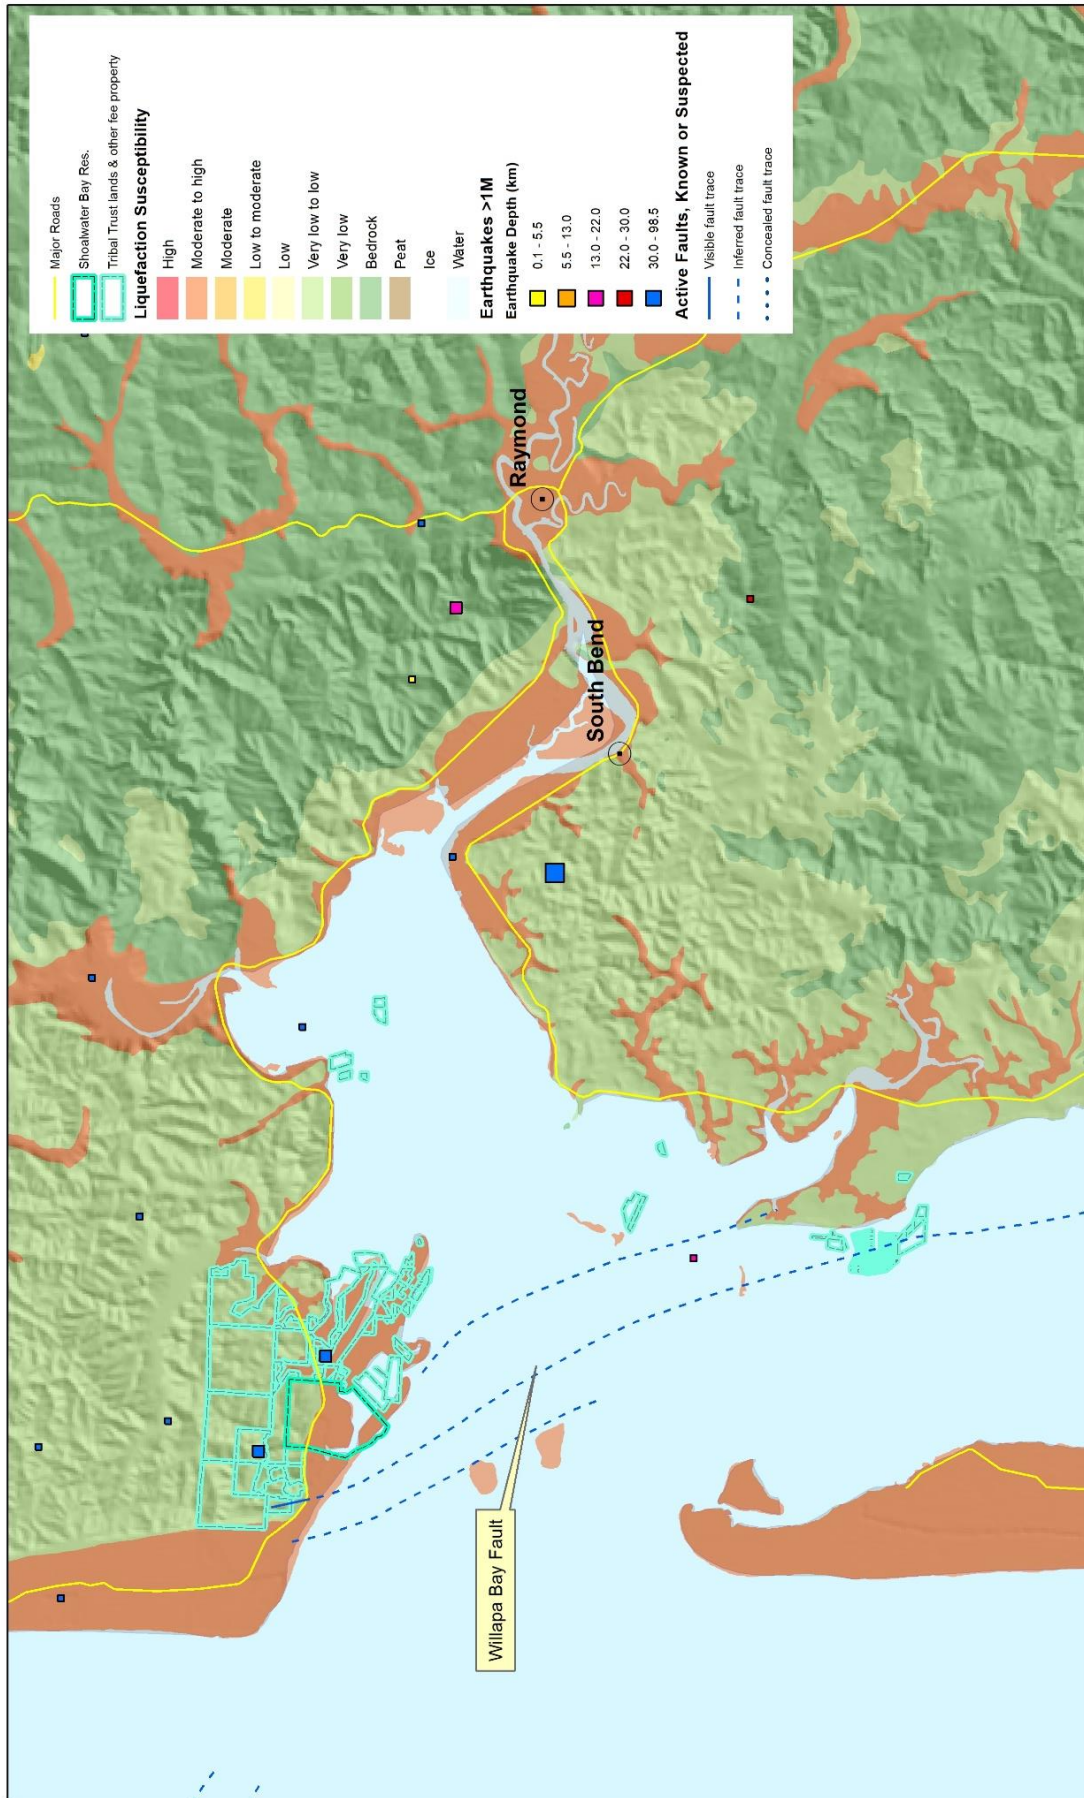 Major Roads
Shoalwater Bay Res.
Tribal Trust lands & other fee property
Liquefaction Susceptibility
High
Moderate to high
Moderate
Low to moderate
Low
Very low to low
Very low
Bedrock
Peat
Ice
Water
Earthquakes >1M
Earthquake Depth (km)
0.1 - 5.5
5.5 - 13.0
13.0 - 22.0
22.0 - 30.0
30.0 - 98.5
Active Faults, Known or Suspected
Visible fault trace
Inferred fault trace
Concealed fault trace
Raymond
South Bend
Willapa Bay Fault